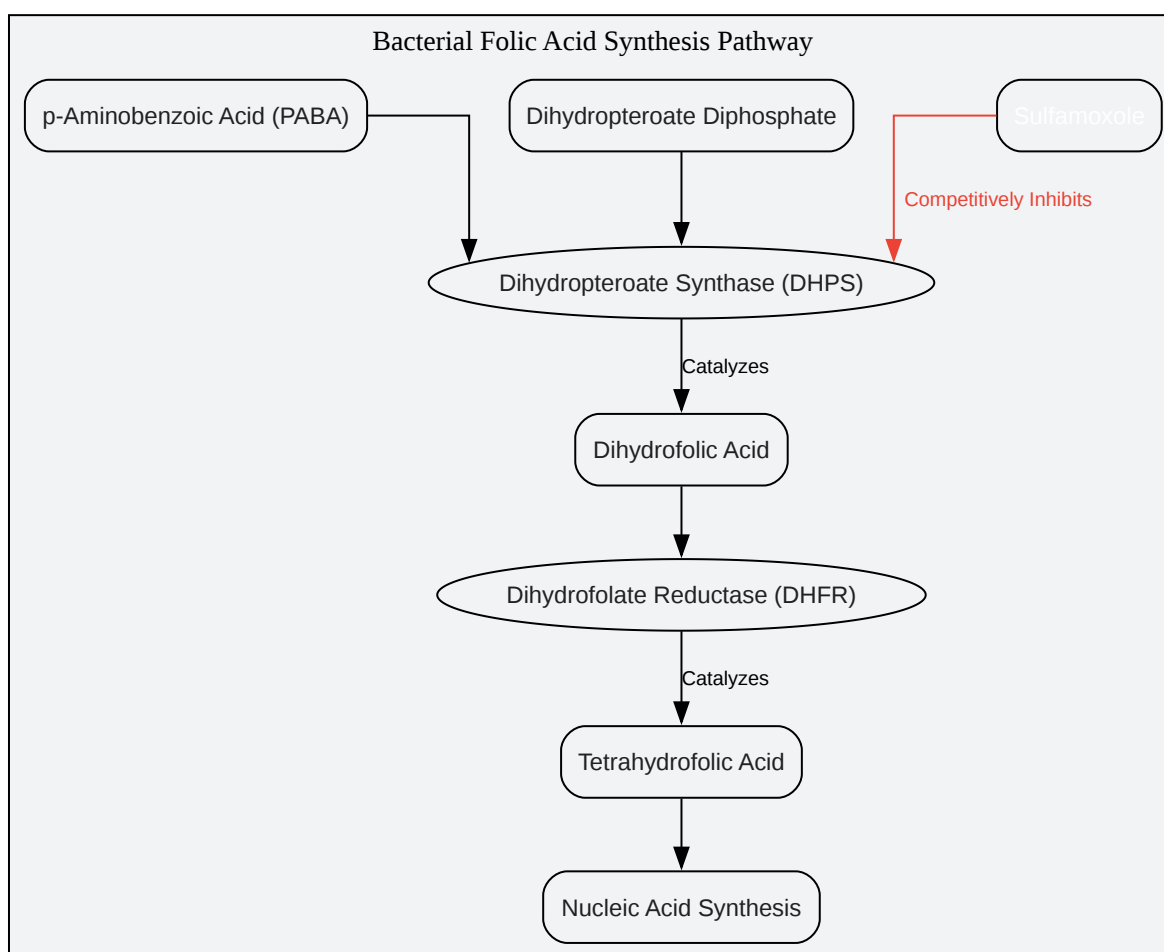 Bacterial Folic Acid Synthesis Pathway
p-Aminobenzoic Acid (PABA)
Dihydropteroate Diphosphate
Sulfamoxole
Competitively Inhibits
Dihydropteroate Synthase (DHPS)
Catalyzes
Dihydrofolic Acid
Dihydrofolate Reductase (DHFR)
Catalyzes
Tetrahydrofolic Acid
Nucleic Acid Synthesis